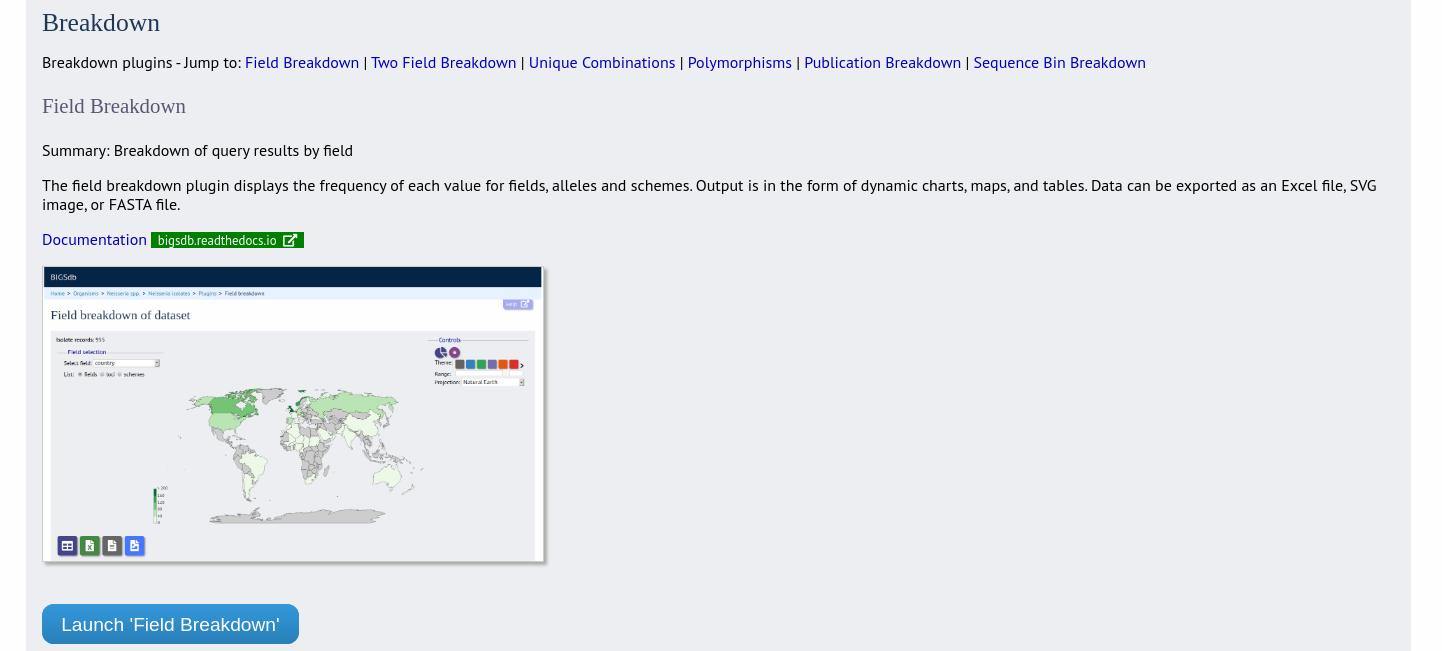 Breakdown
Breakdown plugins - Jump to: Field Breakdown | Two Field Breakdown | Unique Combinations | Polymorphisms | Publication Breakdown | Sequence Bin Breakdown
Field Breakdown
Summary: Breakdown of query results by field
The field breakdown plugin displays the frequency of each value for fields, alleles and schemes. Output is in the form of dynamic charts, maps, and tables. Data can be exported as an Excel file, SVG
image, or FASTA file.
Documentation bigsdb.readthedocs.io
BIGSdb
Home > Organisms > Neisseria spp. > Neisseria isolates > Plugins > Field breakdown
Help
Field breakdown of dataset
Isolate records: 955
Controls
Field selection
Select field: country
Theme:
List: fields loci schemes
Range:
Projection: Natural Earth
Launch 'Field Breakdown'